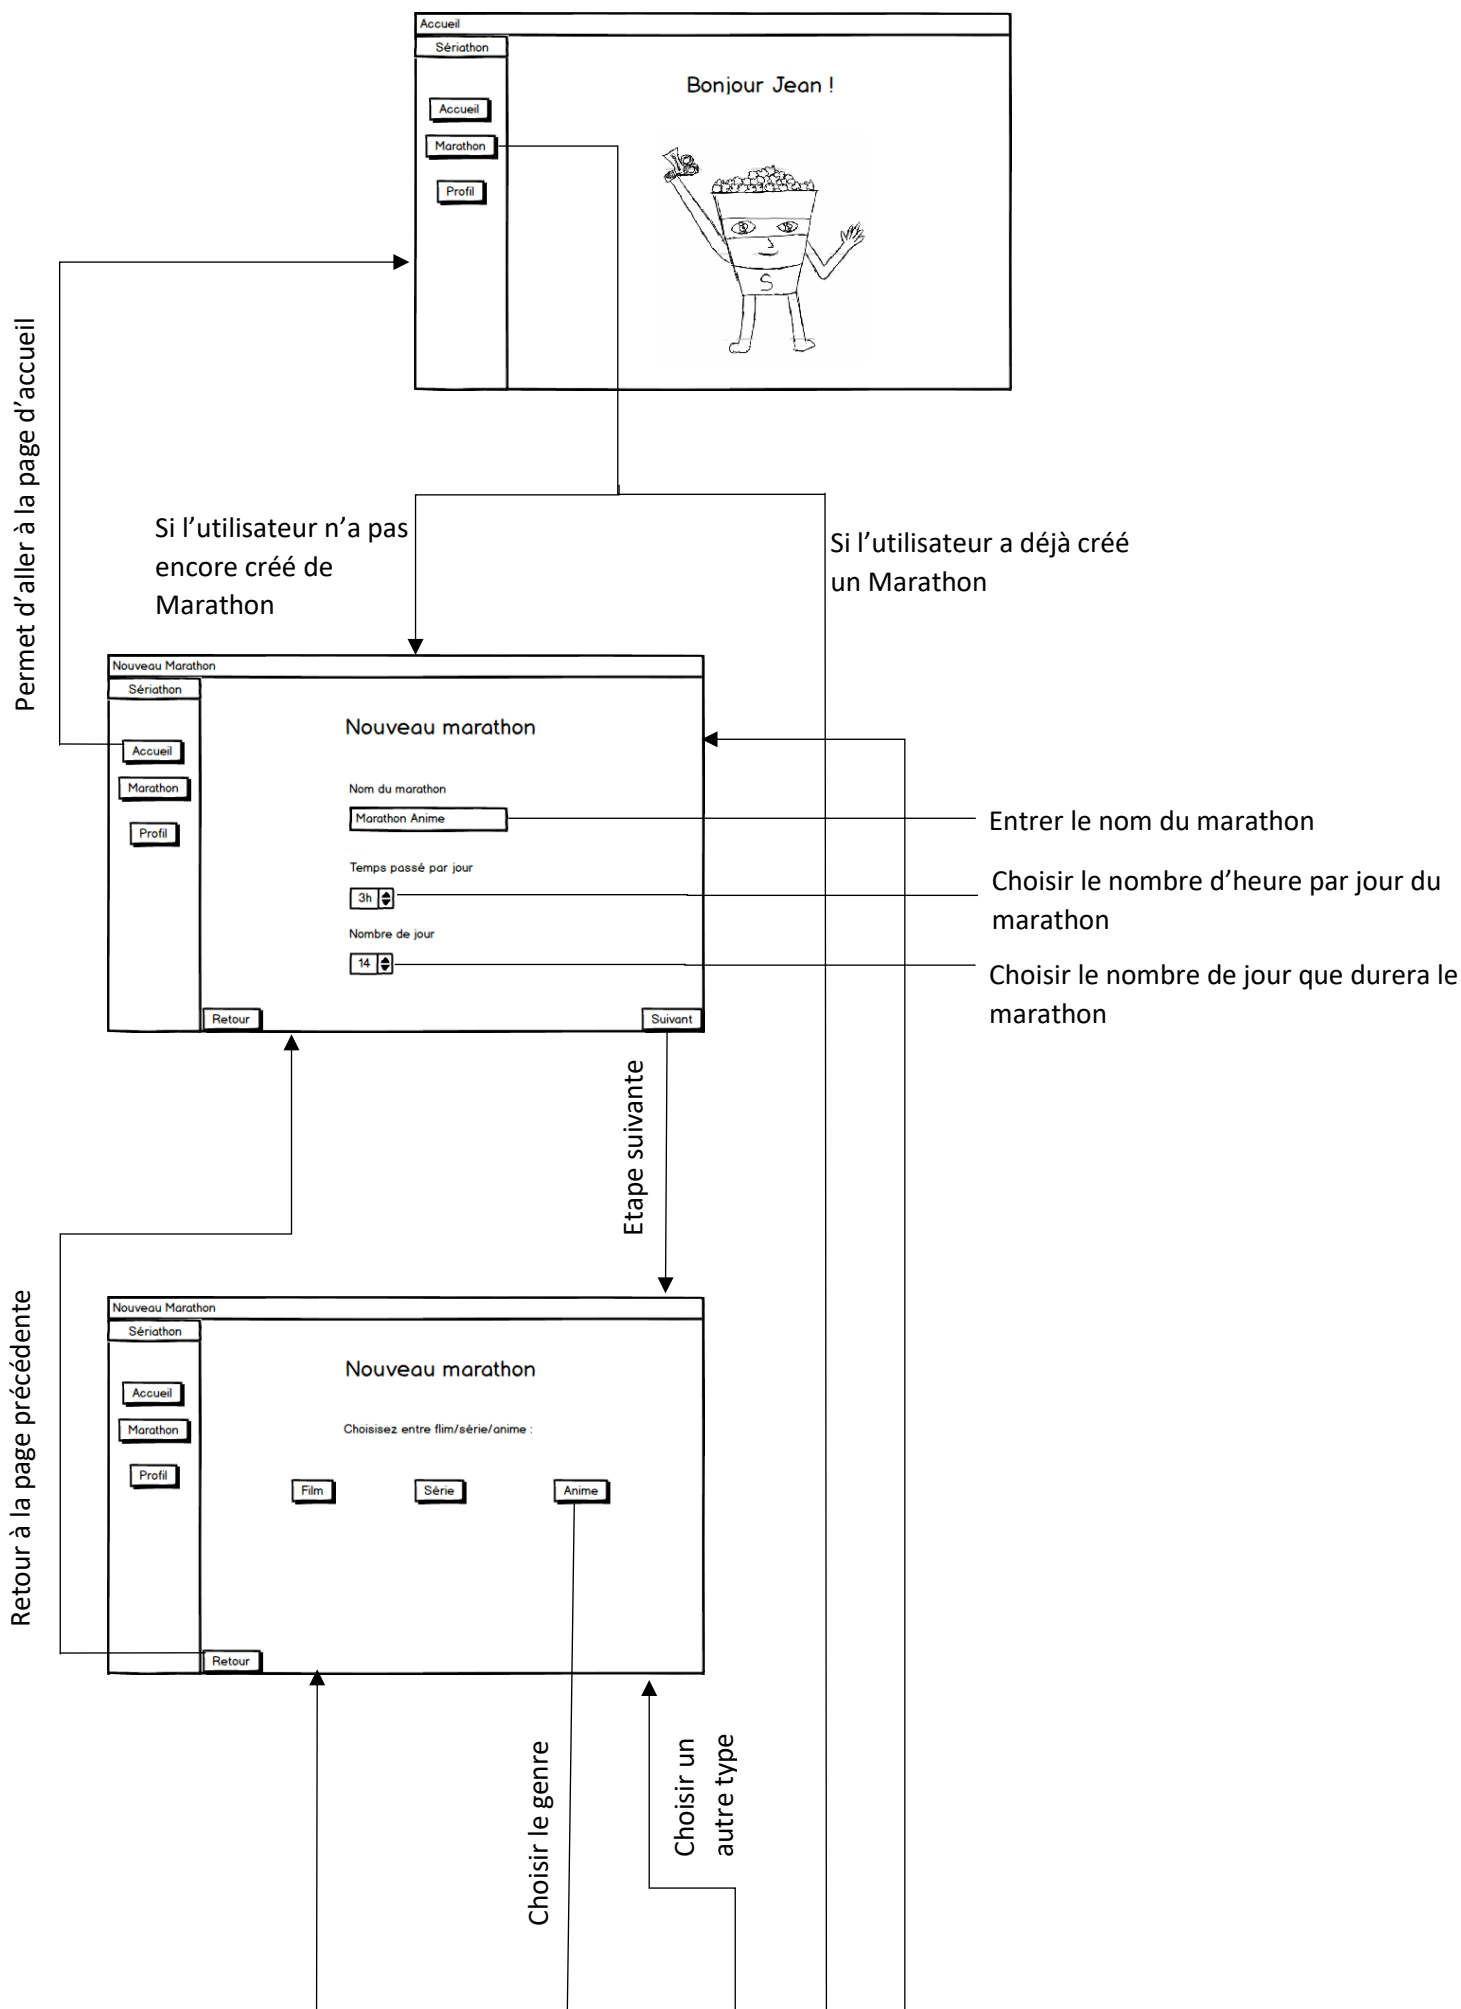 Accueil
Sériathon
Bonjour Jean !
Accueil
Marathon
Profil
S
Permet d'aller à la page d'accueil
Si l'utilisateur n'a pas
encore créé de
Marathon
Si l'utilisateur a déjà créé
un Marathon
Nouveau Marathon
Sériathon
Nouveau marathon
Accueil
Marathon
Profil
Nom du marathon
Marathon Anime
Entrer le nom du marathon
Temps passé par jour
3h
Choisir le nombre d'heure par jour du
marathon
Nombre de jour
14
Choisir le nombre de jour que durera le
marathon
Retour
Suivant
Etape suivante
Retour à la page précédente
Nouveau Marathon
Sériathon
Nouveau marathon
Accueil
Marathon
Profil
Choisisez entre flim/série/anime :
Film
Série
Anime
Retour
Choisir le genre
Choisir un
autre type